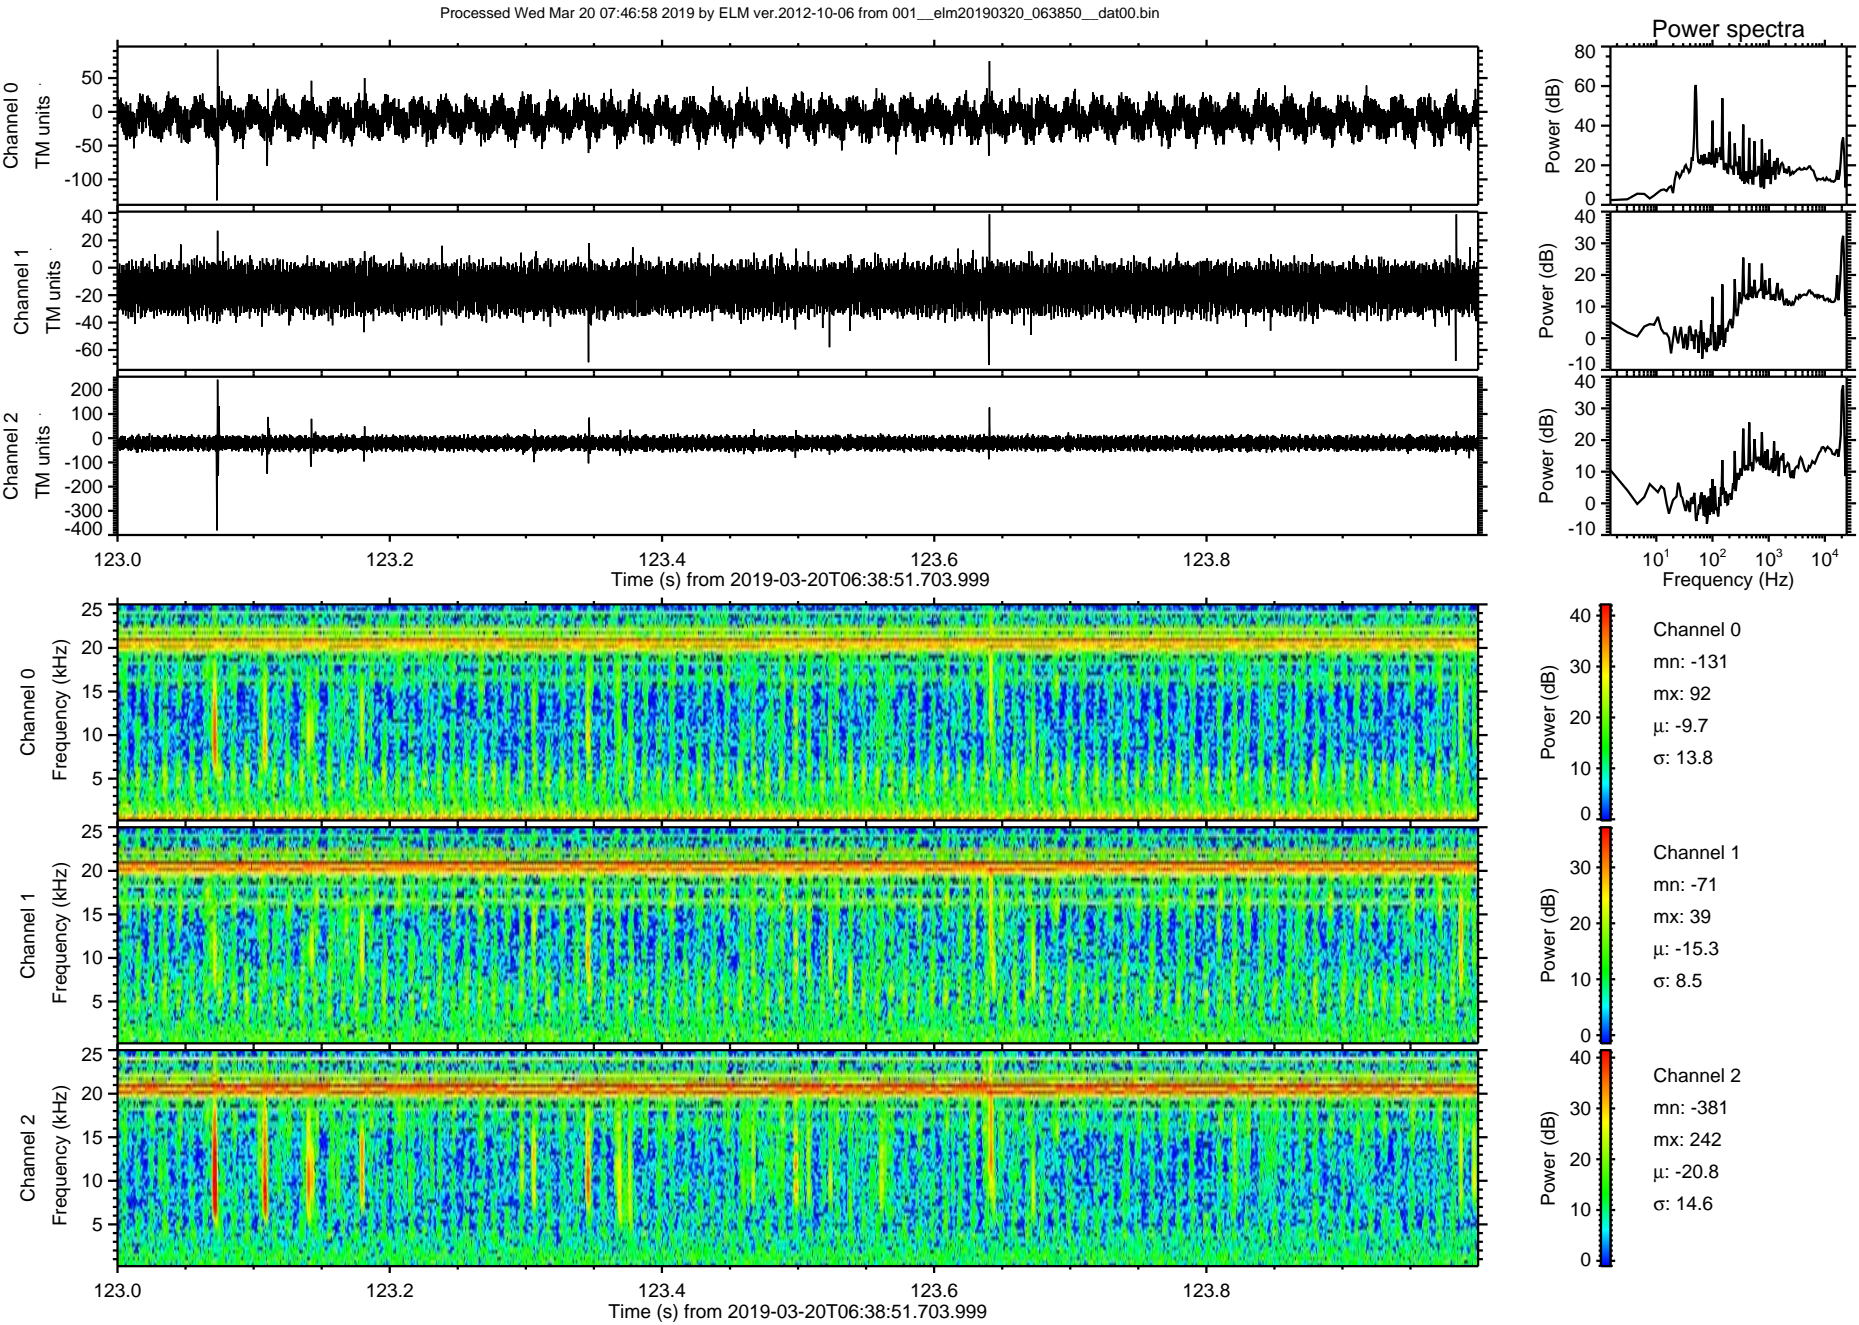 Processed Wed Mar 20 07:46:58 2019 by ELM ver.2012-10-06 from 001__elm20190320_063850__dat00.bin
Power spectra
Channel 0
TM units
50
0
-50
-100
Power (dB)
80
60
40
20
0
Channel 1
TM units
40
20
0
-20
-40
-60
Power (dB)
40
30
20
10
0
-10
Channel 2
TM units
200
100
0
-100
-200
-300
-400
Power (dB)
40
30
20
10
0
-10
123.0 123.2 123.4 123.6 123.8
Time (s) from 2019-03-20T06:38:51.703.999
10^1 10^2 10^3 10^4
Frequency (Hz)
Channel 0
Frequency (kHz)
25
20
15
10
5
Power (dB)
40
30
20
10
0
Channel 0
mn: -131
mx: 92
μ: -9.7
σ: 13.8
Channel 1
Frequency (kHz)
25
20
15
10
5
Power (dB)
30
20
10
0
Channel 1
mn: -71
mx: 39
μ: -15.3
σ: 8.5
Channel 2
Frequency (kHz)
25
20
15
10
5
Power (dB)
40
30
20
10
0
Channel 2
mn: -381
mx: 242
μ: -20.8
σ: 14.6
123.0 123.2 123.4 123.6 123.8
Time (s) from 2019-03-20T06:38:51.703.999